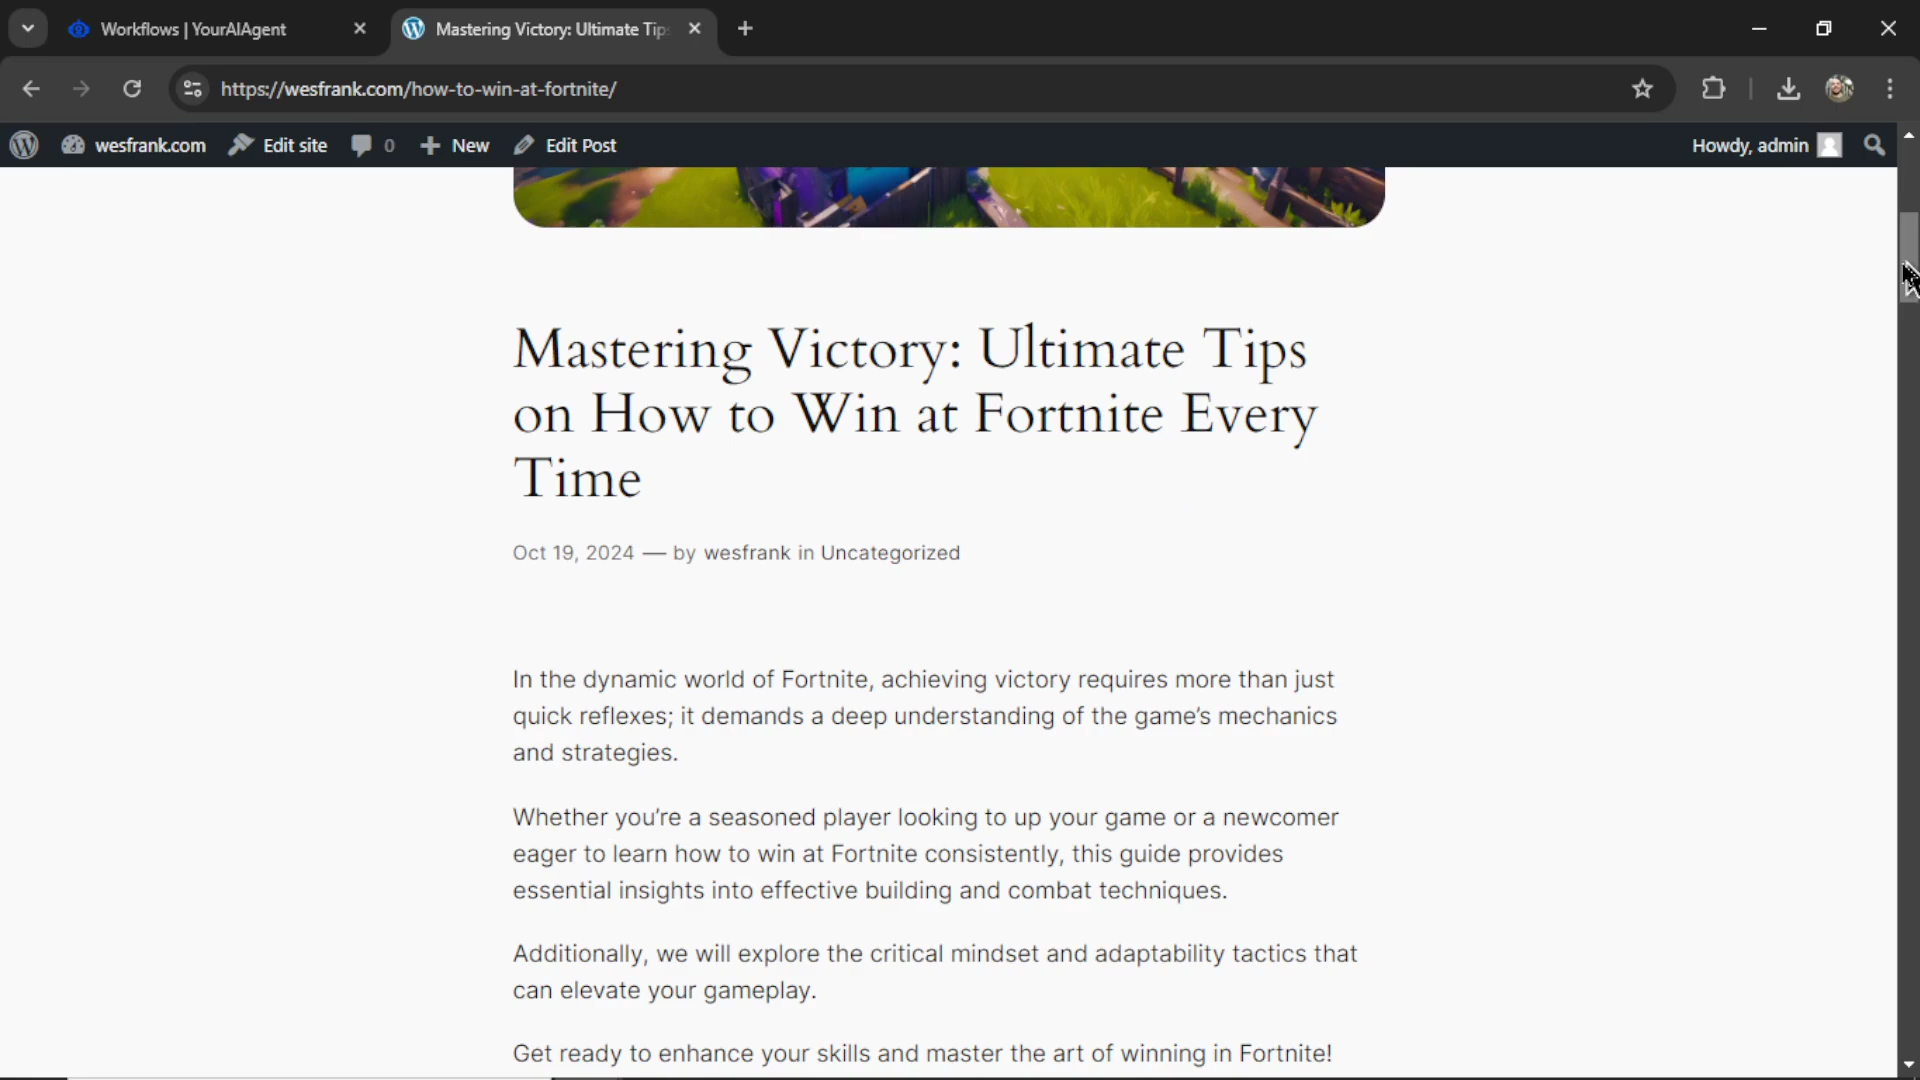 Workflows | YourAIAgent
Mastering Victory: Ultimate Tips
https://wesfrank.com/how-to-win-at-fortnite/
wesfrank.com
Edit site
0
New
Edit Post
Howdy, admin
Mastering Victory: Ultimate Tips
on How to Win at Fortnite Every
Time
Oct 19, 2024 — by wesfrank in Uncategorized
In the dynamic world of Fortnite, achieving victory requires more than just
quick reflexes; it demands a deep understanding of the game’s mechanics
and strategies.
Whether you’re a seasoned player looking to up your game or a newcomer
eager to learn how to win at Fortnite consistently, this guide provides
essential insights into effective building and combat techniques.
Additionally, we will explore the critical mindset and adaptability tactics that
can elevate your gameplay.
Get ready to enhance your skills and master the art of winning in Fortnite!